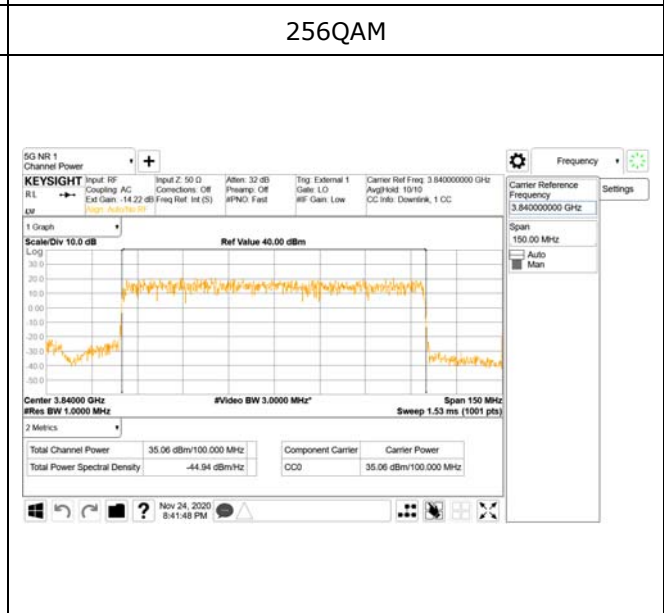 256QAM
5G NR 1
Channel Power
+
Frequency
KEYSIGHT Input: RF Input Z: 50 Ω Atten: 32 dB Trig: External 1 Carrier Ref Freq: 3.840000000 GHz
RL Coupling: AC Corrections: Off Preamp: Off Gate: LO Avg|Hold: 10/10
Ext Gain: -14.22 dB Freq Ref: Int (S) #PNO: Fast #IF Gain: Low CC Info: Downlink, 1 CC
Align: Auto/No RF
Carrier Reference
Frequency
3.840000000 GHz
Settings
Span
150.00 MHz
Auto
Man
1 Graph
Scale/Div 10.0 dB Ref Value 40.00 dBm
Log
30.0
20.0
10.0
0.00
-10.0
-20.0
-30.0
-40.0
-50.0
Center 3.84000 GHz #Video BW 3.0000 MHz* Span 150 MHz
#Res BW 1.0000 MHz Sweep 1.53 ms (1001 pts)
2 Metrics
Total Channel Power 35.06 dBm/100.000 MHz Component Carrier Carrier Power
Total Power Spectral Density -44.94 dBm/Hz CC0 35.06 dBm/100.000 MHz
? Nov 24, 2020
8:41:48 PM